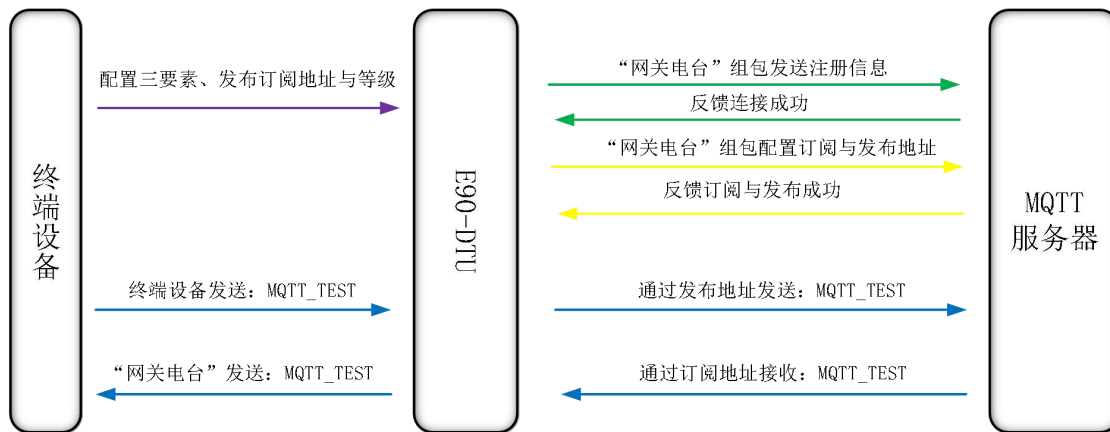 终端设备
配置三要素、发布订阅地址与等级
终端设备发送：MQTT_TEST
“网关电台”发送：MQTT_TEST
E90-DTU
“网关电台”组包发送注册信息
反馈连接成功
“网关电台”组包配置订阅与发布地址
反馈订阅与发布成功
通过发布地址发送：MQTT_TEST
通过订阅地址接收：MQTT_TEST
MQTT
服务器